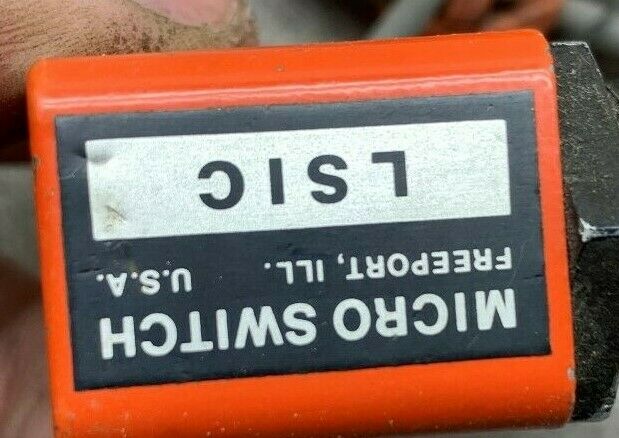 MICRO SWITCH
FREEPORT, ILL. U.S.A.
LSIC